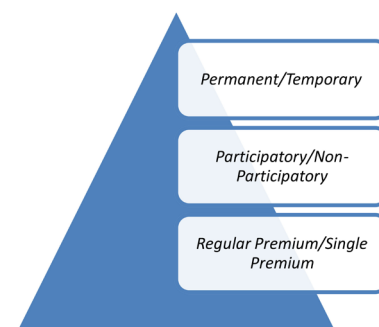 Permanent/Temporary
Participatory/Non-
Participatory
Regular Premium/Single
Premium